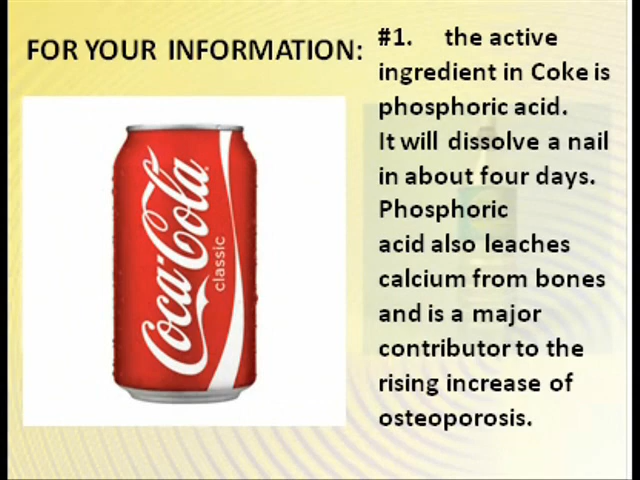 FOR YOUR INFORMATION:
#1. the active
ingredient in Coke is
phosphoric acid.
It will dissolve a nail
in about four days.
Phosphoric
acid also leaches
calcium from bones
and is a major
contributor to the
rising increase of
osteoporosis.
Coca-Cola
classic